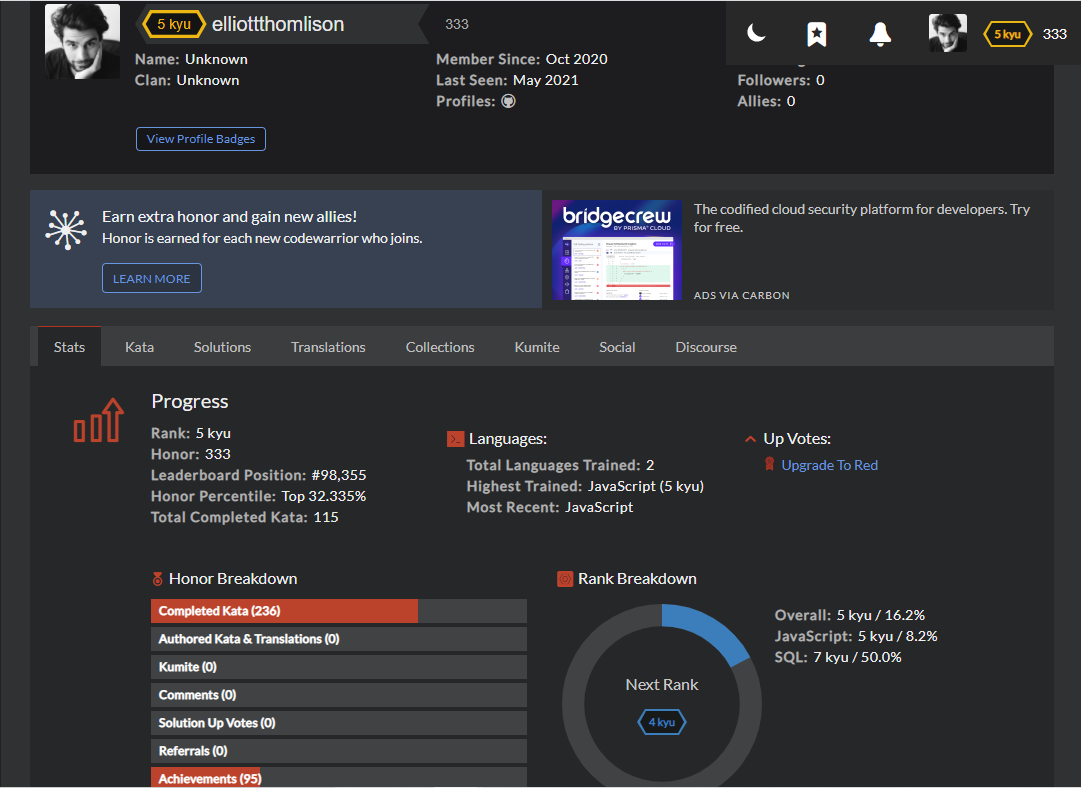 5 kyu elliottthomlison 333
5 kyu 333
Name: Unknown
Clan: Unknown
Member Since: Oct 2020
Last Seen: May 2021
Profiles:
Followers: 0
Allies: 0
View Profile Badges
Earn extra honor and gain new allies!
Honor is earned for each new codewarrior who joins.
LEARN MORE
bridgecrew
BY PRISMA® CLOUD
The codified cloud security platform for developers. Try
for free.
ADS VIA CARBON
Stats Kata Solutions Translations Collections Kumite Social Discourse
Progress
Rank: 5 kyu
Honor: 333
Leaderboard Position: #98,355
Honor Percentile: Top 32.335%
Total Completed Kata: 115
Languages:
Total Languages Trained: 2
Highest Trained: JavaScript (5 kyu)
Most Recent: JavaScript
Up Votes:
Upgrade To Red
Honor Breakdown
Completed Kata (236)
Authored Kata & Translations (0)
Kumite (0)
Comments (0)
Solution Up Votes (0)
Referrals (0)
Achievements (95)
Rank Breakdown
Next Rank
4 kyu
Overall: 5 kyu / 16.2%
JavaScript: 5 kyu / 8.2%
SQL: 7 kyu / 50.0%